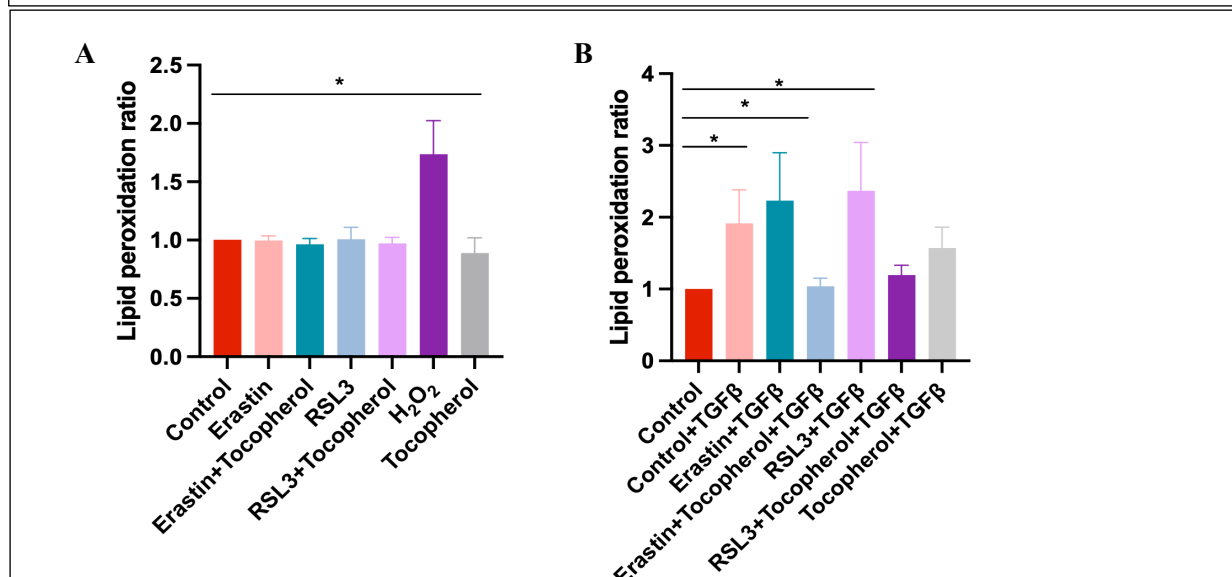 A
Lipid peroxidation ratio
2.5
2.0
1.5
1.0
0.5
0.0
*
Control
Erastin
Erastin+Tocopherol
RSL3
RSL3+Tocopherol
H₂O₂
Tocopherol
B
Lipid peroxidation ratio
4
3
2
1
0
*
*
*
Control
Control+TGFβ
Erastin+TGFβ
Erastin+Tocopherol+TGFβ
RSL3+TGFβ
RSL3+Tocopherol+TGFβ
Tocopherol+TGFβ